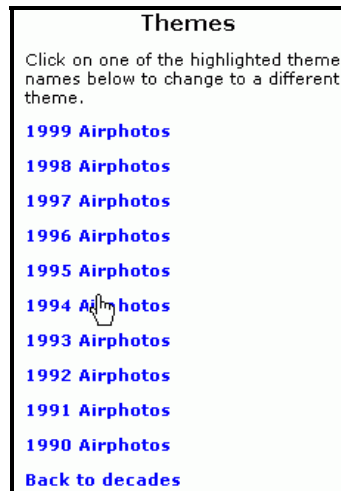 Themes
Click on one of the highlighted theme
names below to change to a different
theme.
1999 Airphotos
1998 Airphotos
1997 Airphotos
1996 Airphotos
1995 Airphotos
1994 Airphotos
1993 Airphotos
1992 Airphotos
1991 Airphotos
1990 Airphotos
Back to decades